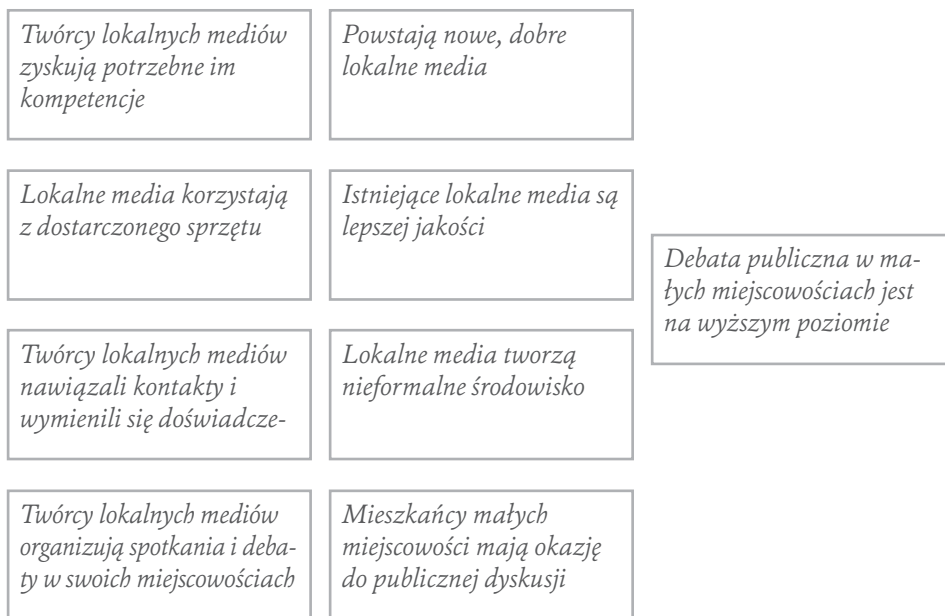 Twórcy lokalnych mediów
zyskują potrzebne im
kompetencje
Powstają nowe, dobre
lokalne media
Lokalne media korzystają
z dostarczonego sprzętu
Istniejące lokalne media są
lepszej jakości
Debata publiczna w ma-
łych miejscowościach jest
na wyższym poziomie
Twórcy lokalnych mediów
nawiązali kontakty i
wymienili się doświadcze-
Lokalne media tworzą
nieformalne środowisko
Twórcy lokalnych mediów
organizują spotkania i deba-
ty w swoich miejscowościach
Mieszkańcy małych
miejscowości mają okazję
do publicznej dyskusji